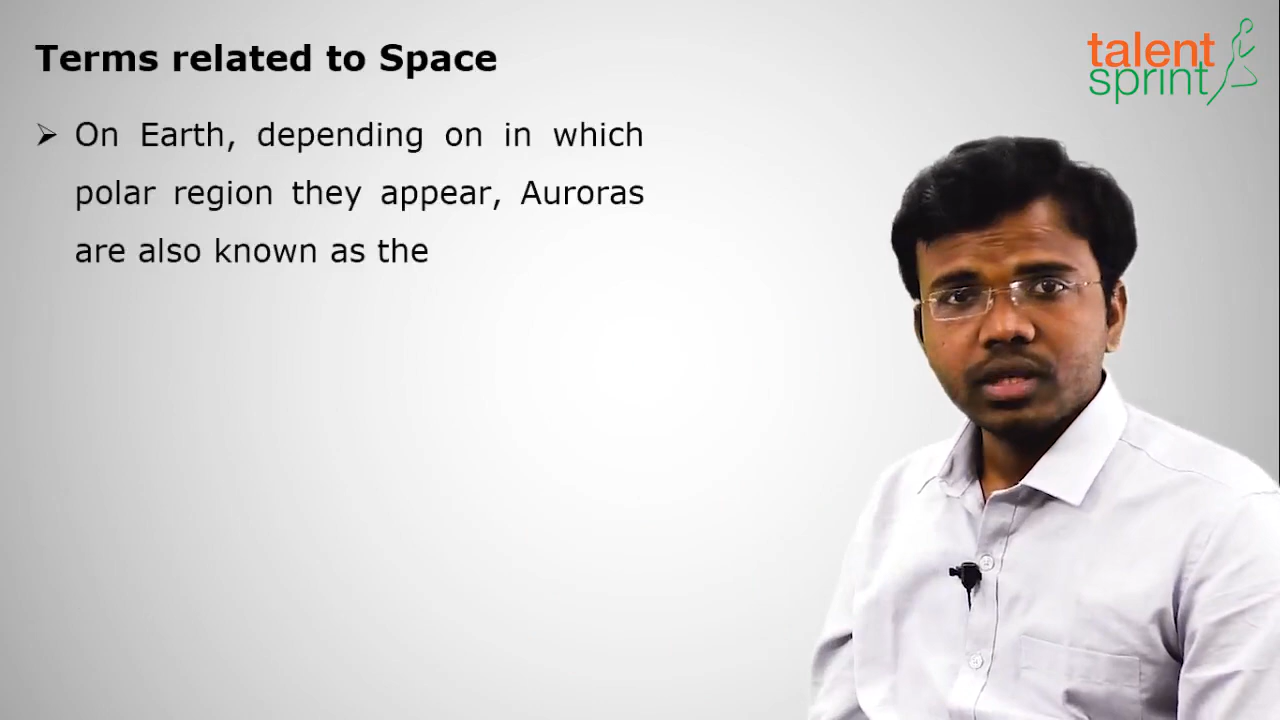 Terms related to Space
talent
sprint
➢ On Earth, depending on in which
polar region they appear, Auroras
are also known as the